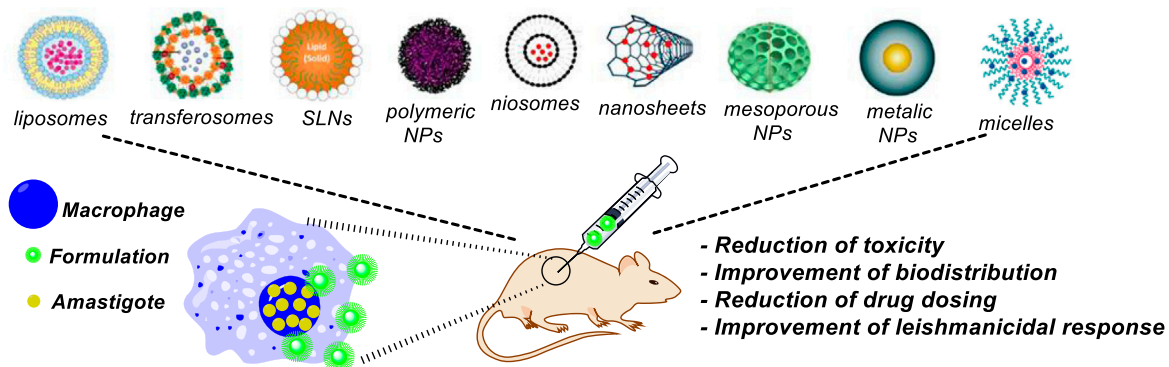 Lipid
(Solid)
liposomes
transferosomes
SLNs
polymeric
NPs
niosomes
nanosheets
mesoporous
NPs
metalic
NPs
micelles
Macrophage
Formulation
Amastigote
- Reduction of toxicity
- Improvement of biodistribution
- Reduction of drug dosing
- Improvement of leishmanicidal response